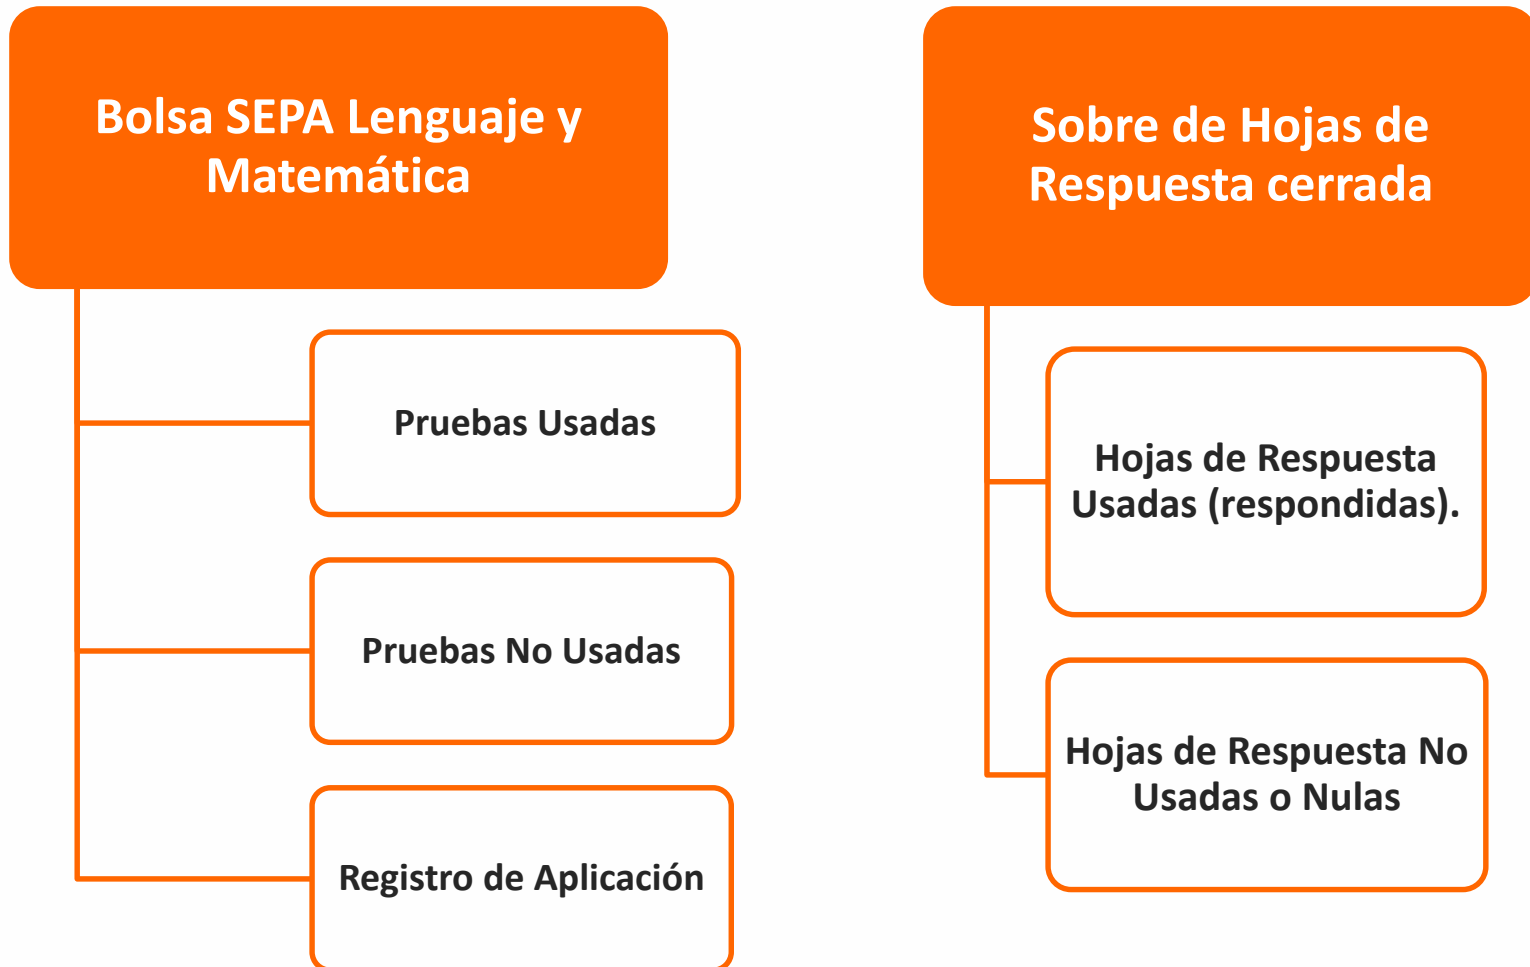 Bolsa SEPA Lenguaje y
Matemática
Pruebas Usadas
Pruebas No Usadas
Registro de Aplicación
Sobre de Hojas de
Respuesta cerrada
Hojas de Respuesta
Usadas (respondidas).
Hojas de Respuesta No
Usadas o Nulas